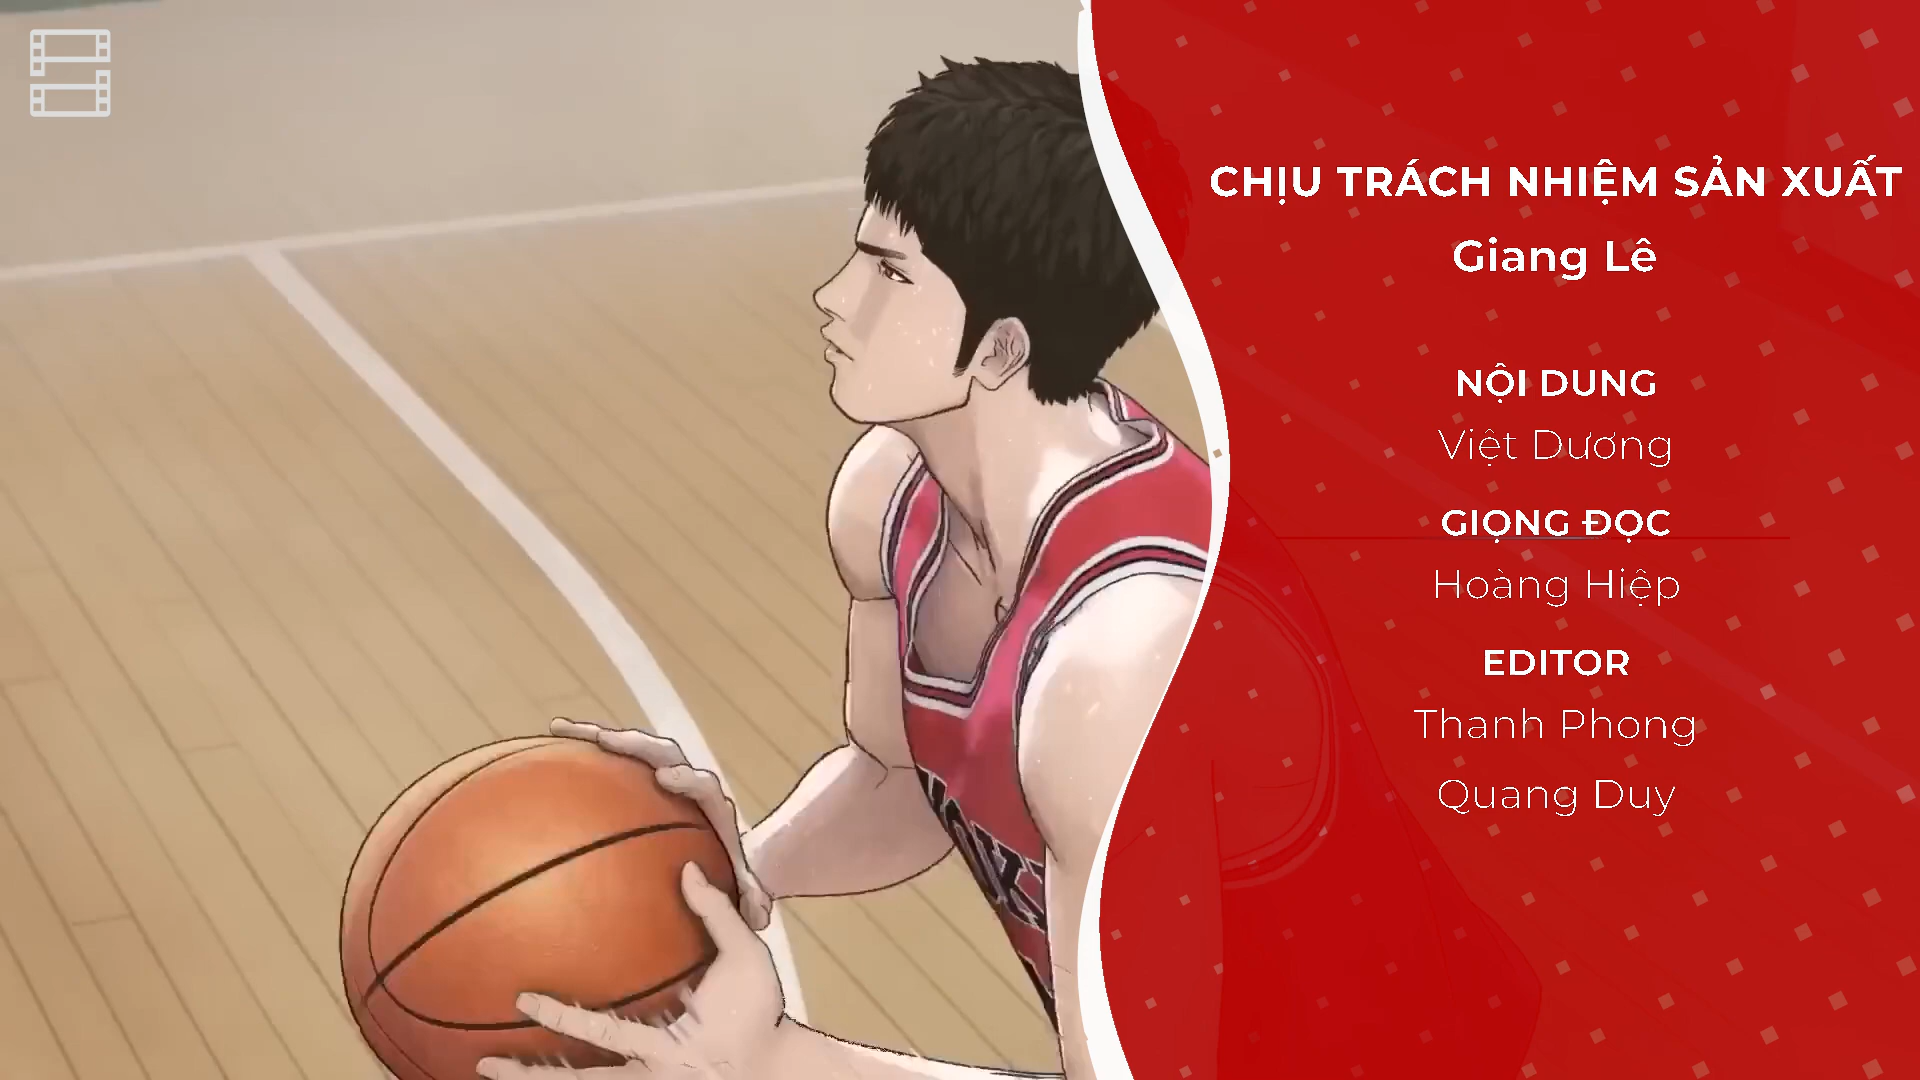 CHỊU TRÁCH NHIỆM SẢN XUẤT
Giang Lê
NỘI DUNG
Việt Dương
GIỌNG ĐỌC
Hoàng Hiệp
EDITOR
Thanh Phong
Quang Duy